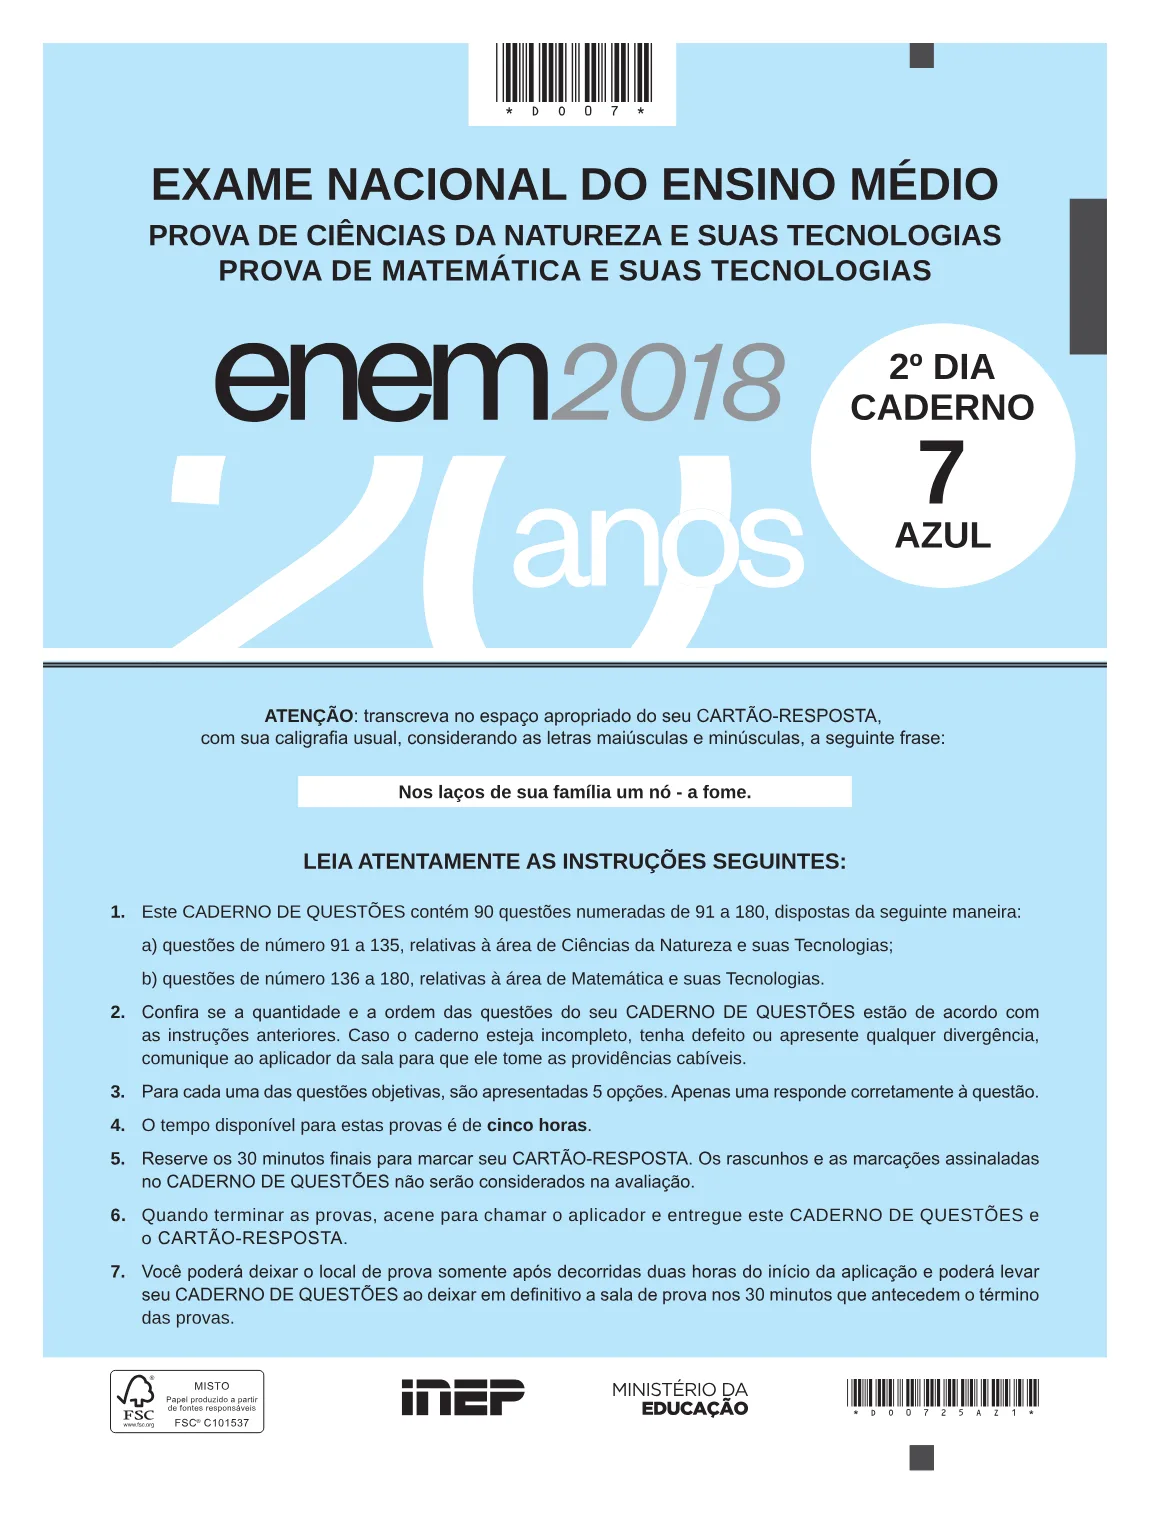 *D007*
EXAME NACIONAL DO ENSINO MÉDIO
PROVA DE CIÊNCIAS DA NATUREZA E SUAS TECNOLOGIAS
PROVA DE MATEMÁTICA E SUAS TECNOLOGIAS
enem2018
20 anos
2º DIA
CADERNO
7
AZUL
ATENÇÃO: transcreva no espaço apropriado do seu CARTÃO-RESPOSTA,
com sua caligrafia usual, considerando as letras maiúsculas e minúsculas, a seguinte frase:
Nos laços de sua família um nó - a fome.
LEIA ATENTAMENTE AS INSTRUÇÕES SEGUINTES:
1. Este CADERNO DE QUESTÕES contém 90 questões numeradas de 91 a 180, dispostas da seguinte maneira:
a) questões de número 91 a 135, relativas à área de Ciências da Natureza e suas Tecnologias;
b) questões de número 136 a 180, relativas à área de Matemática e suas Tecnologias.
2. Confira se a quantidade e a ordem das questões do seu CADERNO DE QUESTÕES estão de acordo com
as instruções anteriores. Caso o caderno esteja incompleto, tenha defeito ou apresente qualquer divergência,
comunique ao aplicador da sala para que ele tome as providências cabíveis.
3. Para cada uma das questões objetivas, são apresentadas 5 opções. Apenas uma responde corretamente à questão.
4. O tempo disponível para estas provas é de cinco horas.
5. Reserve os 30 minutos finais para marcar seu CARTÃO-RESPOSTA. Os rascunhos e as marcações assinaladas
no CADERNO DE QUESTÕES não serão considerados na avaliação.
6. Quando terminar as provas, acene para chamar o aplicador e entregue este CADERNO DE QUESTÕES e
o CARTÃO-RESPOSTA.
7. Você poderá deixar o local de prova somente após decorridas duas horas do início da aplicação e poderá levar
seu CADERNO DE QUESTÕES ao deixar em definitivo a sala de prova nos 30 minutos que antecedem o término
das provas.
FSC®
www.fsc.org
MISTO
Papel produzido a partir
de fontes responsáveis
FSC® C101537
INEP
MINISTÉRIO DA
EDUCAÇÃO
*D00725AZ1*